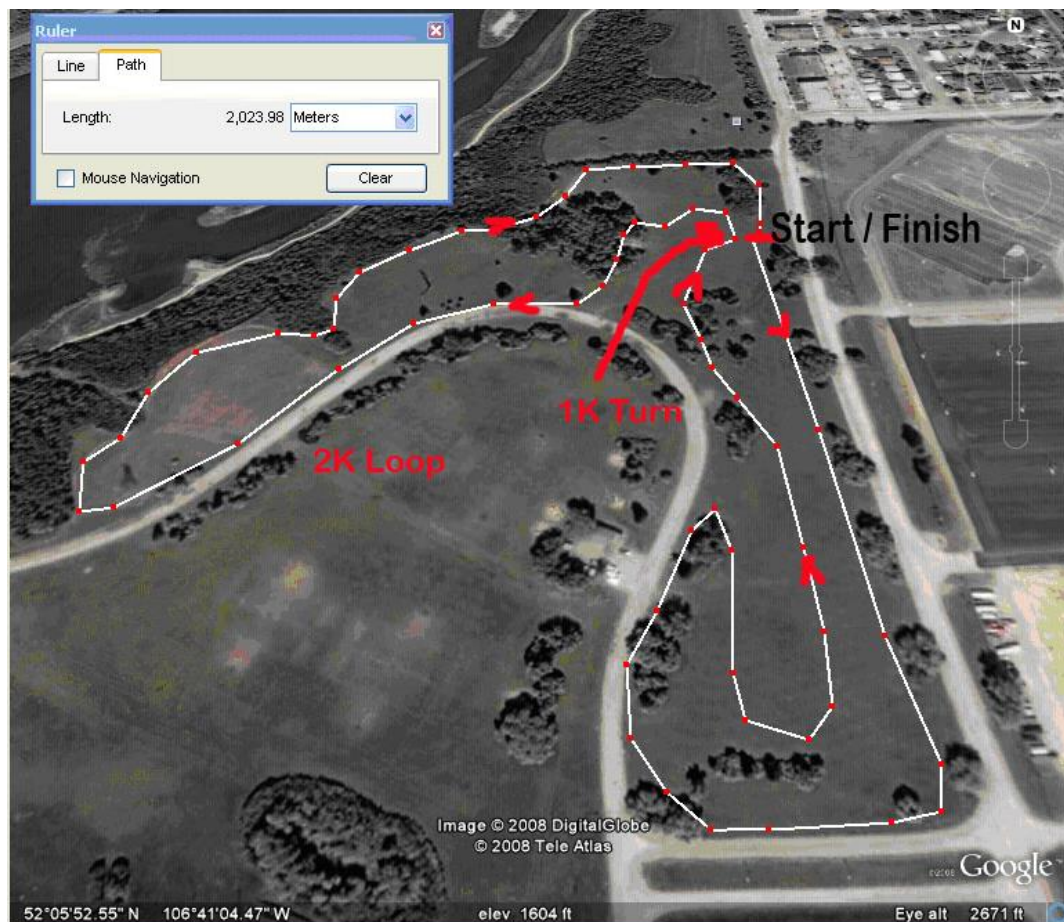 Ruler
Line Path
Length: 2,023.98 Meters
Mouse Navigation Clear
N
Start / Finish
1K Turn
2K Loop
Image © 2008 DigitalGlobe
© 2008 Tele Atlas
©2008 Google
52°05'52.55" N 106°41'04.47" W elev 1604 ft Eye alt 2671 ft